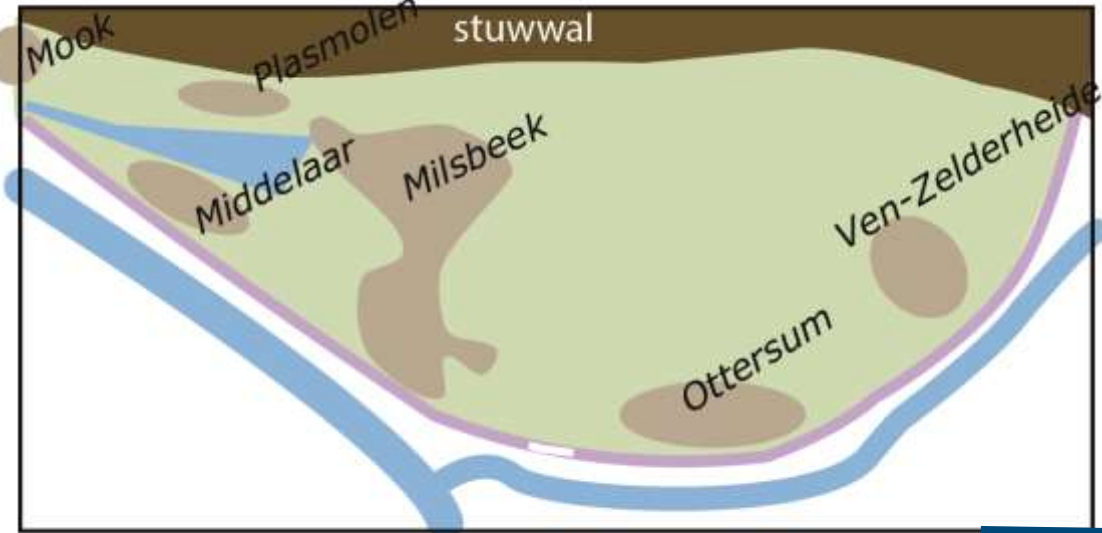 stuwwal
Mook
Plasmolen
Middelaar
Milsbeek
Ven-Zelderheide
Ottersum